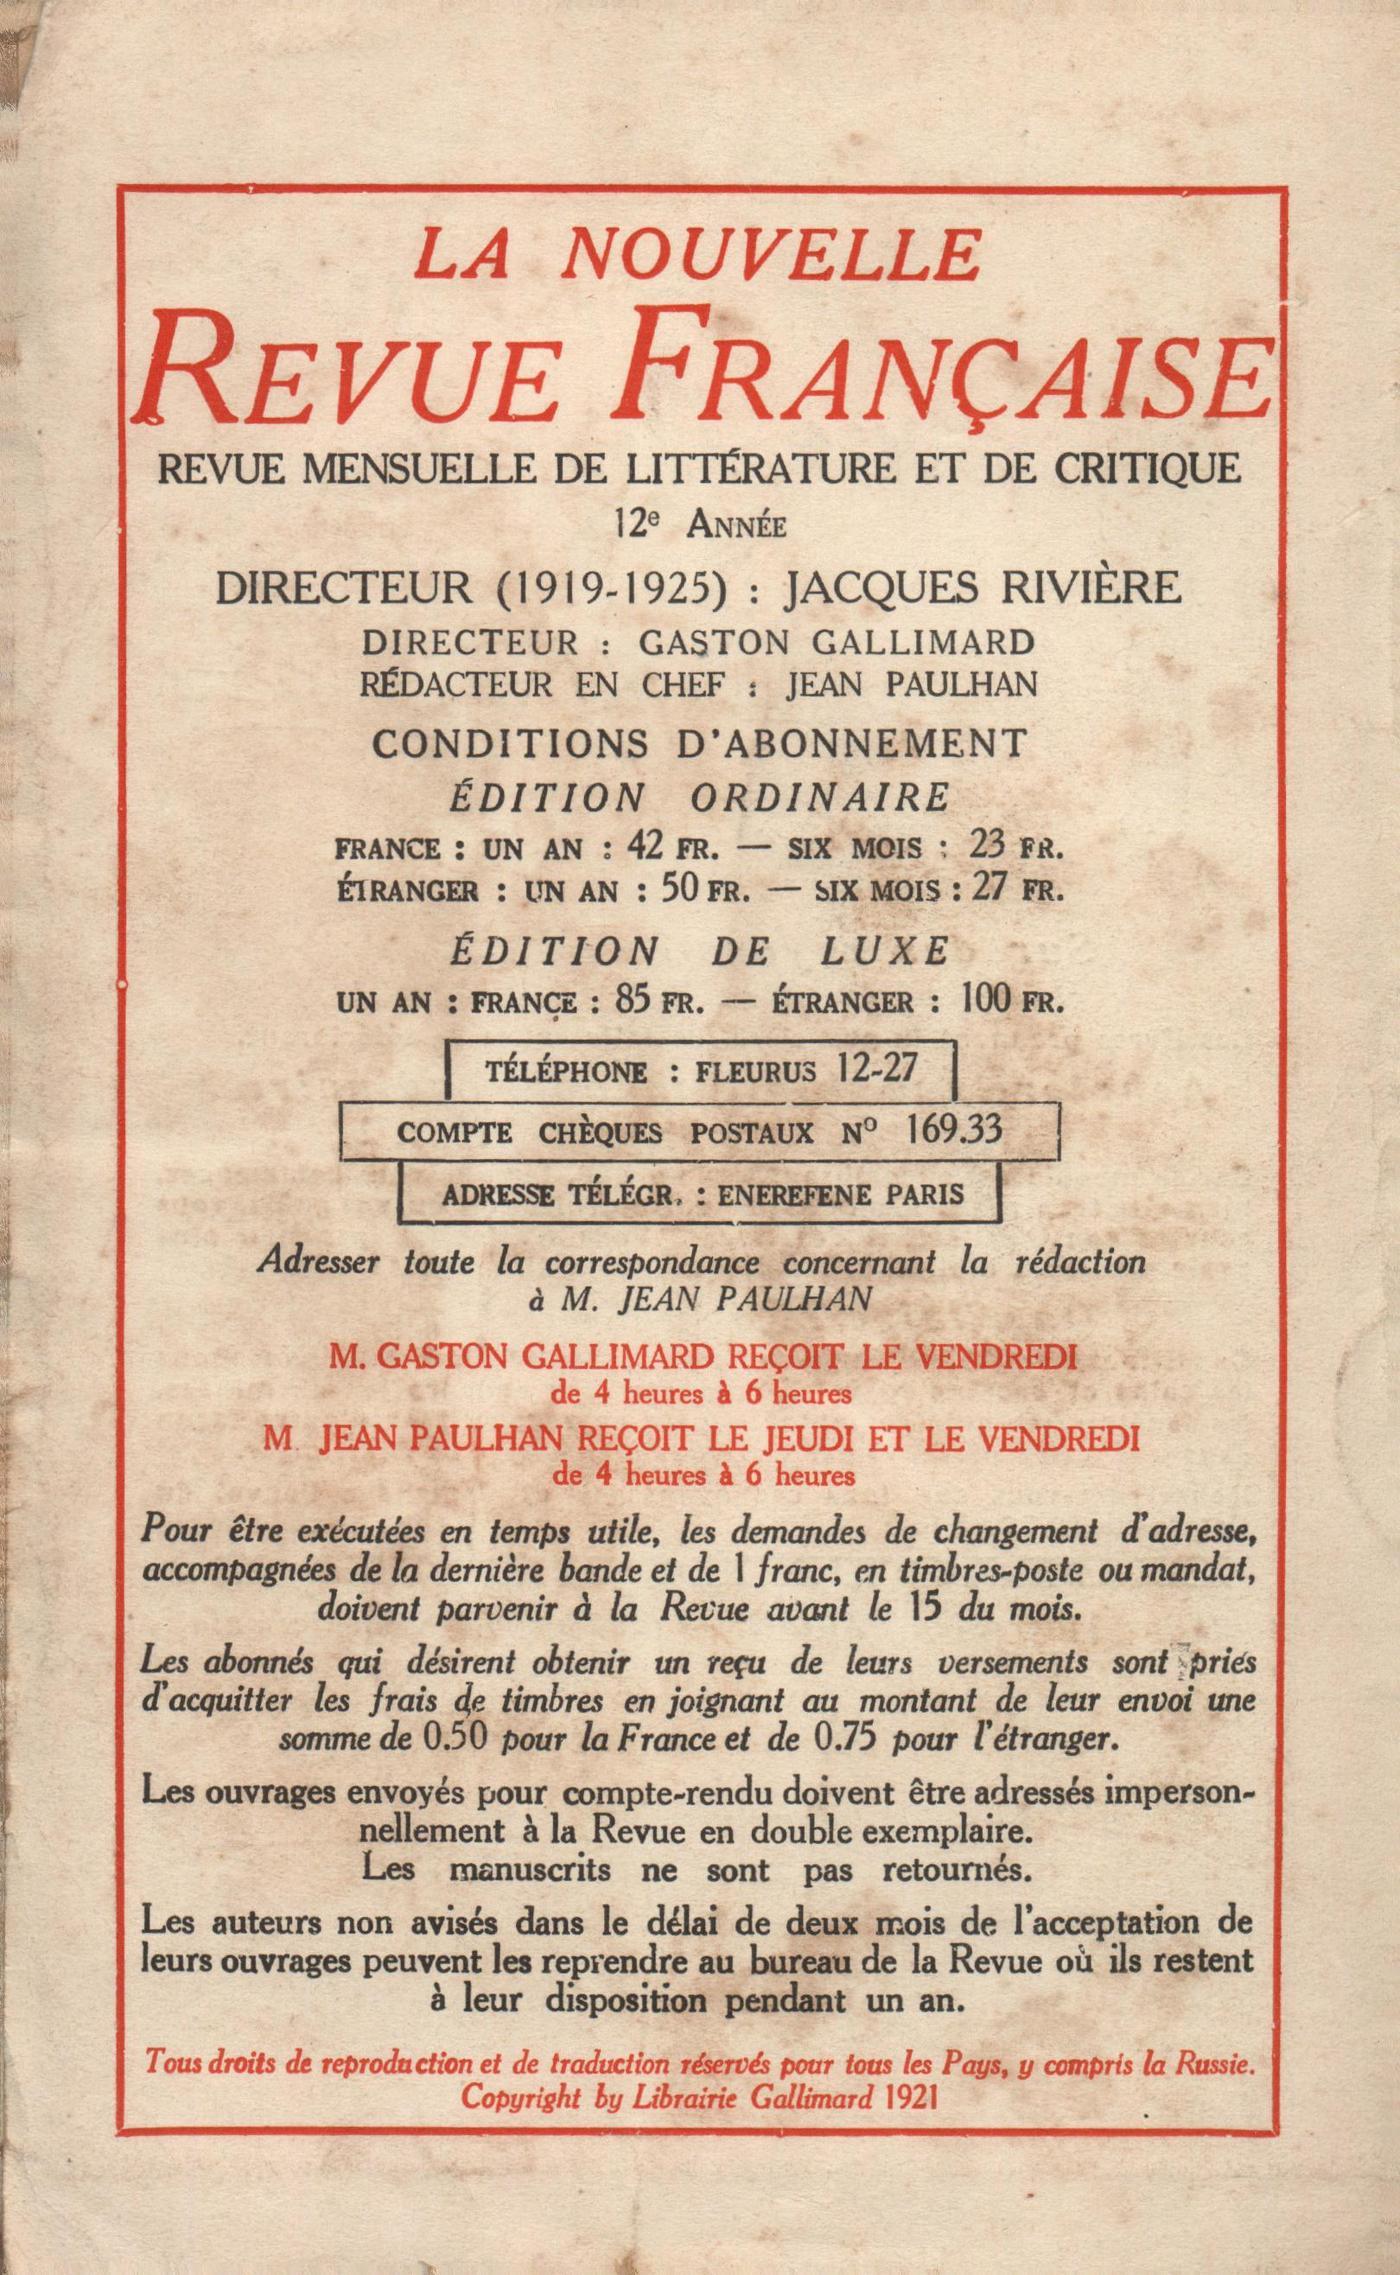 LA NOUVELLE
REVUE FRANÇAISE
REVUE MENSUELLE DE LITTÉRATURE ET DE CRITIQUE
12e ANNÉE
DIRECTEUR (1919-1925) : JACQUES RIVIÈRE
DIRECTEUR : GASTON GALLIMARD
RÉDACTEUR EN CHEF : JEAN PAULHAN
CONDITIONS D'ABONNEMENT
ÉDITION ORDINAIRE
FRANCE : UN AN : 42 FR. — SIX MOIS : 23 FR.
ÉTRANGER : UN AN : 50 FR. — SIX MOIS : 27 FR.
ÉDITION DE LUXE
UN AN : FRANCE : 85 FR. — ÉTRANGER : 100 FR.
TÉLÉPHONE : FLEURUS 12-27
COMPTE CHÈQUES POSTAUX No 169.33
ADRESSE TÉLÉGR. : ENEREFENE PARIS
Adresser toute la correspondance concernant la rédaction
à M. JEAN PAULHAN
M. GASTON GALLIMARD REÇOIT LE VENDREDI
de 4 heures à 6 heures
M. JEAN PAULHAN REÇOIT LE JEUDI ET LE VENDREDI
de 4 heures à 6 heures
Pour être exécutées en temps utile, les demandes de changement d'adresse,
accompagnées de la dernière bande et de 1 franc, en timbres-poste ou mandat,
doivent parvenir à la Revue avant le 15 du mois.
Les abonnés qui désirent obtenir un reçu de leurs versements sont priés
d'acquitter les frais de timbres en joignant au montant de leur envoi une
somme de 0.50 pour la France et de 0.75 pour l'étranger.
Les ouvrages envoyés pour compte-rendu doivent être adressés imperson-
nellement à la Revue en double exemplaire.
Les manuscrits ne sont pas retournés.
Les auteurs non avisés dans le délai de deux mois de l'acceptation de
leurs ouvrages peuvent les reprendre au bureau de la Revue où ils restent
à leur disposition pendant un an.
Tous droits de reproduction et de traduction réservés pour tous les Pays, y compris la Russie.
Copyright by Librairie Gallimard 1921